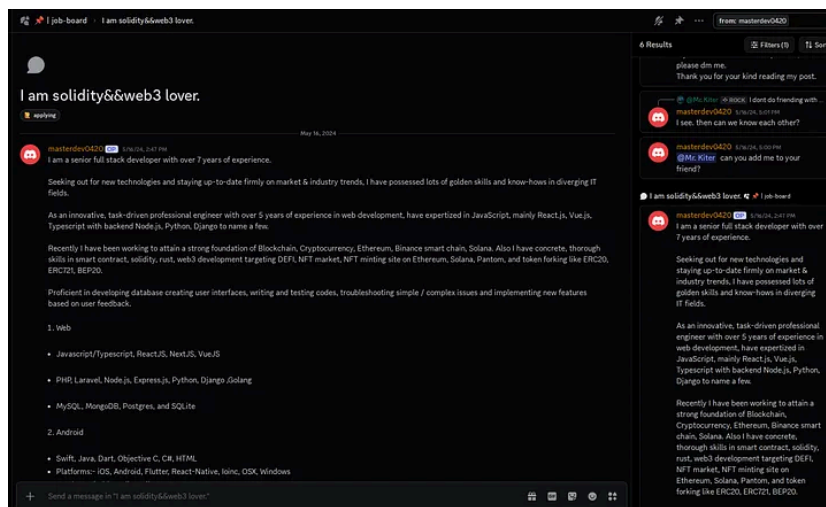 job-board › I am solidity&&web3 lover.
from: masterdev0420
I am solidity&&web3 lover.
applying
May 16, 2024
masterdev0420 OP 5/16/24, 2:47 PM
I am a senior full stack developer with over 7 years of experience.
Seeking out for new technologies and staying up-to-date firmly on market & industry trends, I have possessed lots of golden skills and know-hows in diverging IT
fields.
As an innovative, task-driven professional engineer with over 5 years of experience in web development, have expertized in JavaScript, mainly React.js, Vue.js,
Typescript with backend Node.js, Python, Django to name a few.
Recently I have been working to attain a strong foundation of Blockchain, Cryptocurrency, Ethereum, Binance smart chain, Solana. Also I have concrete, thorough
skills in smart contract, solidity, rust, web3 development targeting DEFI, NFT market, NFT minting site on Ethereum, Solana, Pantom, and token forking like ERC20,
ERC721, BEP20.
Proficient in developing database creating user interfaces, writing and testing codes, troubleshooting simple / complex issues and implementing new features
based on user feedback.
1. Web
• Javascript/Typescript, ReactJS, NextJS, VueJS
• PHP, Laravel, Node.js, Express.js, Python, Django ,Golang
• MySQL, MongoDB, Postgres, and SQLite
2. Android
• Swift, Java, Dart, Objective C, C#, HTML
• Platforms:- iOS, Android, Flutter, React-Native, Ioinc, OSX, Windows
Send a message in "I am solidity&&web3 lover."
6 Results
Filters (1)
Sor
please dm me.
Thank you for your kind reading my post.
@Mr. Kiter ROCK I dont do friending with ...
masterdev0420 5/16/24, 5:01 PM
I see. then can we know each other?
masterdev0420 5/16/24, 5:00 PM
@Mr. Kiter can you add me to your
friend?
I am solidity&&web3 lover. job-board
masterdev0420 OP 5/16/24, 2:47 PM
I am a senior full stack developer with over
7 years of experience.
Seeking out for new technologies and
staying up-to-date firmly on market &
industry trends, I have possessed lots of
golden skills and know-hows in diverging
IT fields.
As an innovative, task-driven professional
engineer with over 5 years of experience in
web development, have expertized in
JavaScript, mainly React.js, Vue.js,
Typescript with backend Node.js, Python,
Django to name a few.
Recently I have been working to attain a
strong foundation of Blockchain,
Cryptocurrency, Ethereum, Binance smart
chain, Solana. Also I have concrete,
thorough skills in smart contract, solidity,
rust, web3 development targeting DEFI,
NFT market, NFT minting site on
Ethereum, Solana, Pantom, and token
forking like ERC20, ERC721, BEP20.